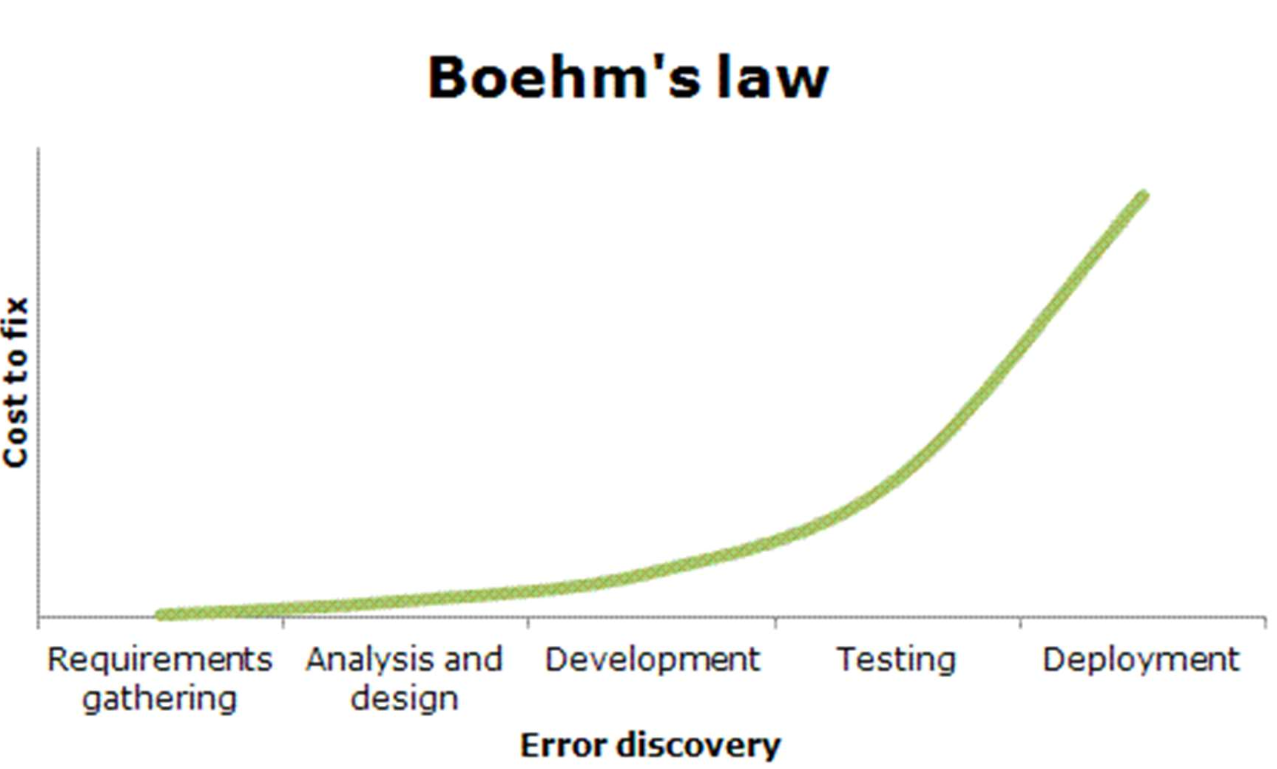 Boehm's law
Cost to fix
Requirements gathering
Analysis and design
Development
Testing
Deployment
Error discovery